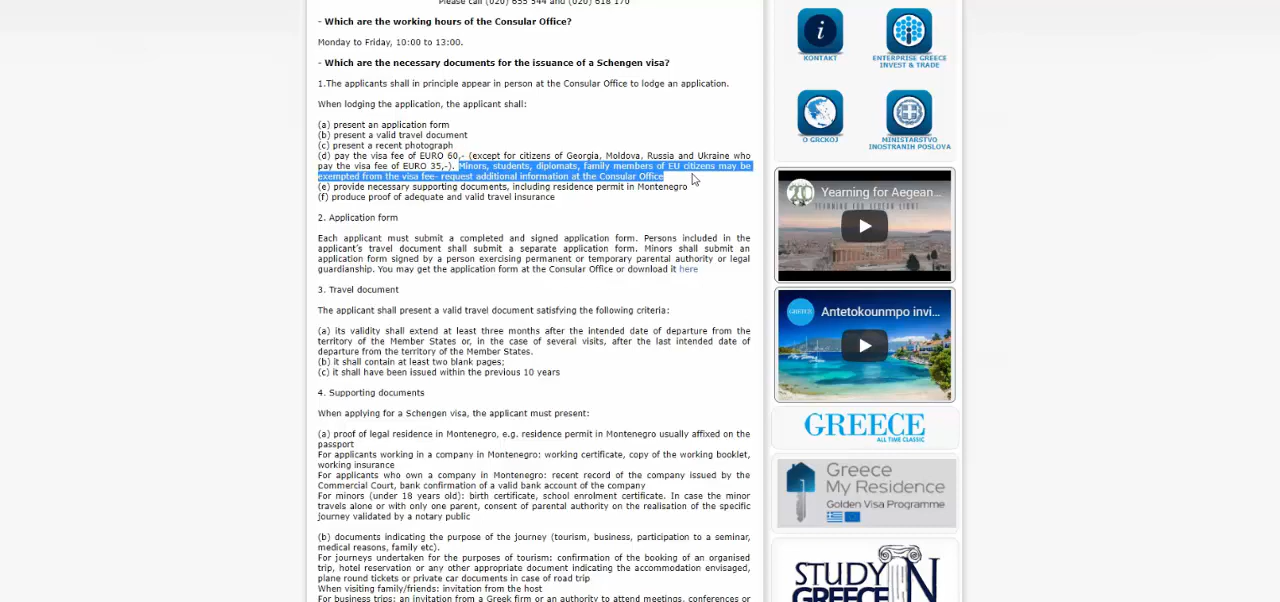 Please call (020) 655 544 and (020) 618 170
- Which are the working hours of the Consular Office?
Monday to Friday, 10:00 to 13:00.
- Which are the necessary documents for the issuance of a Schengen visa?
1.The applicants shall in principle appear in person at the Consular Office to lodge an application.
When lodging the application, the applicant shall:
(a) present an application form
(b) present a valid travel document
(c) present a recent photograph
(d) pay the visa fee of EURO 60,- (except for citizens of Georgia, Moldova, Russia and Ukraine who
pay the visa fee of EURO 35,-). Minors, students, diplomats, family members of EU citizens may be
exempted from the visa fee- request additional information at the Consular Office
(e) provide necessary supporting documents, including residence permit in Montenegro
(f) produce proof of adequate and valid travel insurance
2. Application form
Each applicant must submit a completed and signed application form. Persons included in the
applicant's travel document shall submit a separate application form. Minors shall submit an
application form signed by a person exercising permanent or temporary parental authority or legal
guardianship. You may get the application form at the Consular Office or download it here
3. Travel document
The applicant shall present a valid travel document satisfying the following criteria:
(a) its validity shall extend at least three months after the intended date of departure from the
territory of the Member States or, in the case of several visits, after the last intended date of
departure from the territory of the Member States.
(b) it shall contain at least two blank pages;
(c) it shall have been issued within the previous 10 years
4. Supporting documents
When applying for a Schengen visa, the applicant must present:
(a) proof of legal residence in Montenegro, e.g. residence permit in Montenegro usually affixed on the
passport
For applicants working in a company in Montenegro: working certificate, copy of the working booklet,
working insurance
For applicants who own a company in Montenegro: recent record of the company issued by the
Commercial Court, bank confirmation of a valid bank account of the company
For minors (under 18 years old): birth certificate, school enrolment certificate. In case the minor
travels alone or with only one parent, consent of parental authority on the realisation of the specific
journey validated by a notary public
(b) documents indicating the purpose of the journey (tourism, business, participation to a seminar,
medical reasons, family etc).
For journeys undertaken for the purposes of tourism: confirmation of the booking of an organised
trip, hotel reservation or any other appropriate document indicating the accommodation envisaged,
plane round tickets or private car documents in case of road trip
When visiting family/friends: invitation from the host
For business trips: an invitation from a Greek firm or an authority to attend meetings, conferences or
KONTAKT
ENTERPRISE GREECE
INVEST & TRADE
O GRCKOJ
MINISTARSTVO
INOSTRANIH POSLOVA
Yearning for Aegean...
GREECE
Antetokounmpo invi...
GREECE
ALL TIME CLASSIC
Greece
My Residence
Golden Visa Programme
STUDY IN